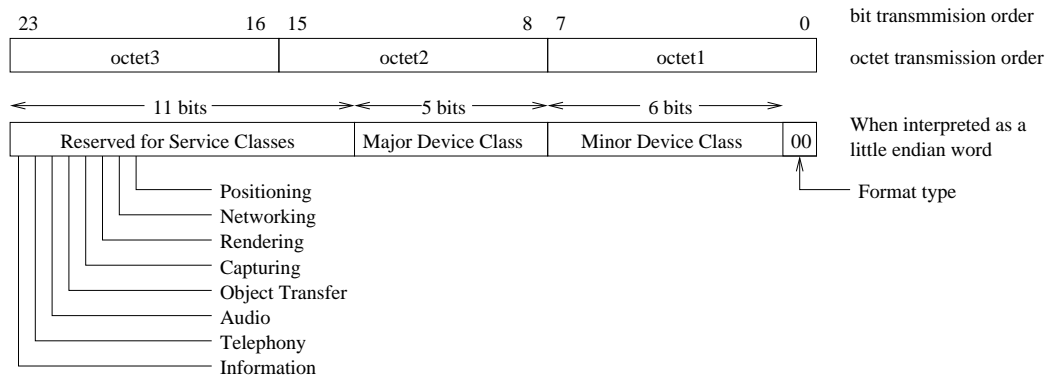 23 16 15 8 7 0 bit transmmision order
octet3 octet2 octet1 octet transmission order
11 bits 5 bits 6 bits
Reserved for Service Classes Major Device Class Minor Device Class 00 When interpreted as a
little endian word
Positioning Format type
Networking
Rendering
Capturing
Object Transfer
Audio
Telephony
Information